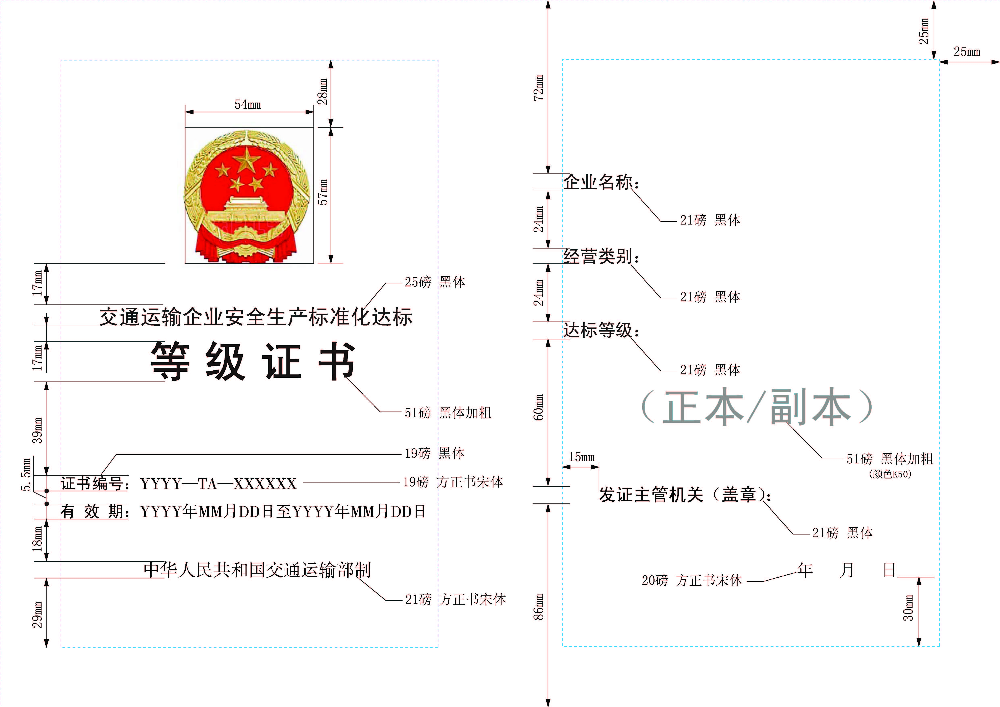 54mm
28mm
57mm
17mm
25磅 黑体
交通运输企业安全生产标准化达标
17mm
等级证书
51磅 黑体加粗
39mm
19磅 黑体
5.5mm
证书编号：YYYY—TA—XXXXXX
19磅 方正书宋体
有 效 期：YYYY年MM月DD日至YYYY年MM月DD日
18mm
中华人民共和国交通运输部制
21磅 方正书宋体
29mm
25mm
25mm
72mm
企业名称：
21磅 黑体
24mm
经营类别：
21磅 黑体
24mm
达标等级：
21磅 黑体
（正本/副本）
60mm
51磅 黑体加粗
(颜色K50)
15mm
发证主管机关（盖章）：
21磅 黑体
年 月 日
20磅 方正书宋休
86mm
30mm